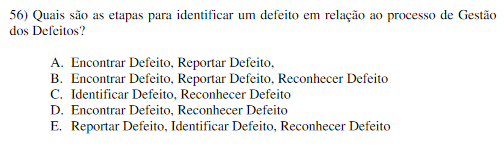 56) Quais são as etapas para identificar um defeito em relação ao processo de Gestão
dos Defeitos?
A. Encontrar Defeito, Reportar Defeito,
B. Encontrar Defeito, Reportar Defeito, Reconhecer Defeito
C. Identificar Defeito, Reconhecer Defeito
D. Encontrar Defeito, Reconhecer Defeito
E. Reportar Defeito, Identificar Defeito, Reconhecer Defeito